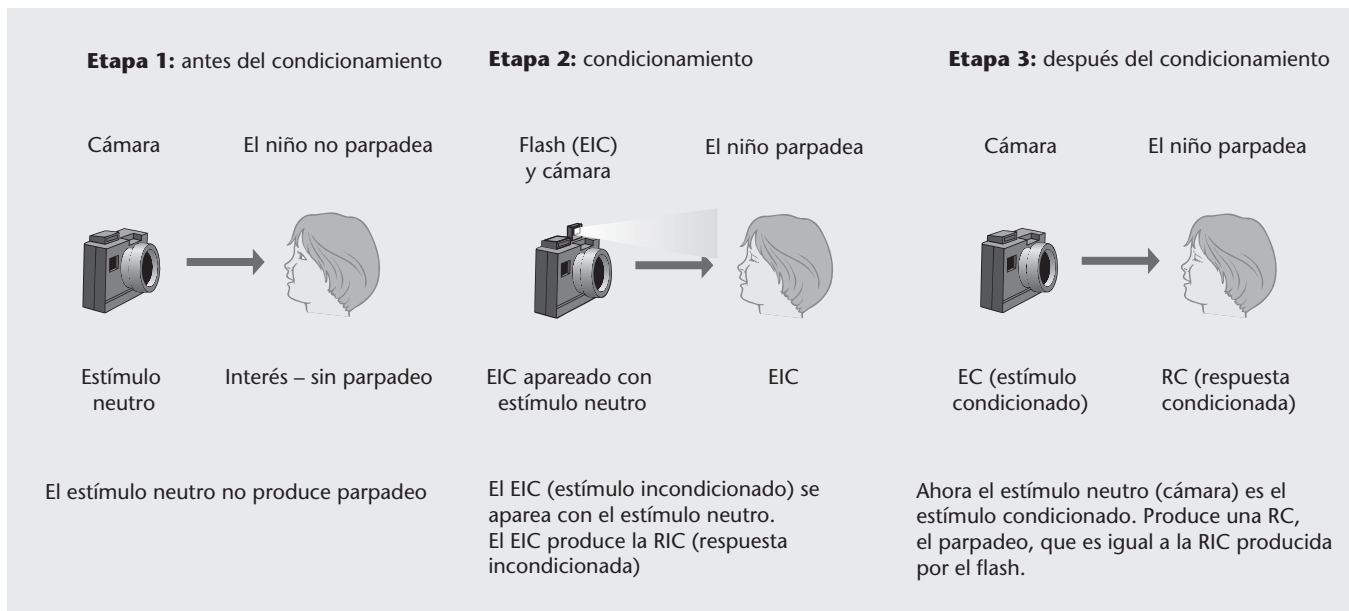 Etapa 1: antes del condicionamiento
Cámara
El niño no parpadea
Estímulo
neutro
Interés – sin parpadeo
El estímulo neutro no produce parpadeo
Etapa 2: condicionamiento
Flash (EIC)
y cámara
El niño parpadea
EIC apareado con
estímulo neutro
EIC
El EIC (estímulo incondicionado) se
aparea con el estímulo neutro.
El EIC produce la RIC (respuesta
incondicionada)
Etapa 3: después del condicionamiento
Cámara
El niño parpadea
EC (estímulo
condicionado)
RC (respuesta
condicionada)
Ahora el estímulo neutro (cámara) es el
estímulo condicionado. Produce una RC,
el parpadeo, que es igual a la RIC producida
por el flash.